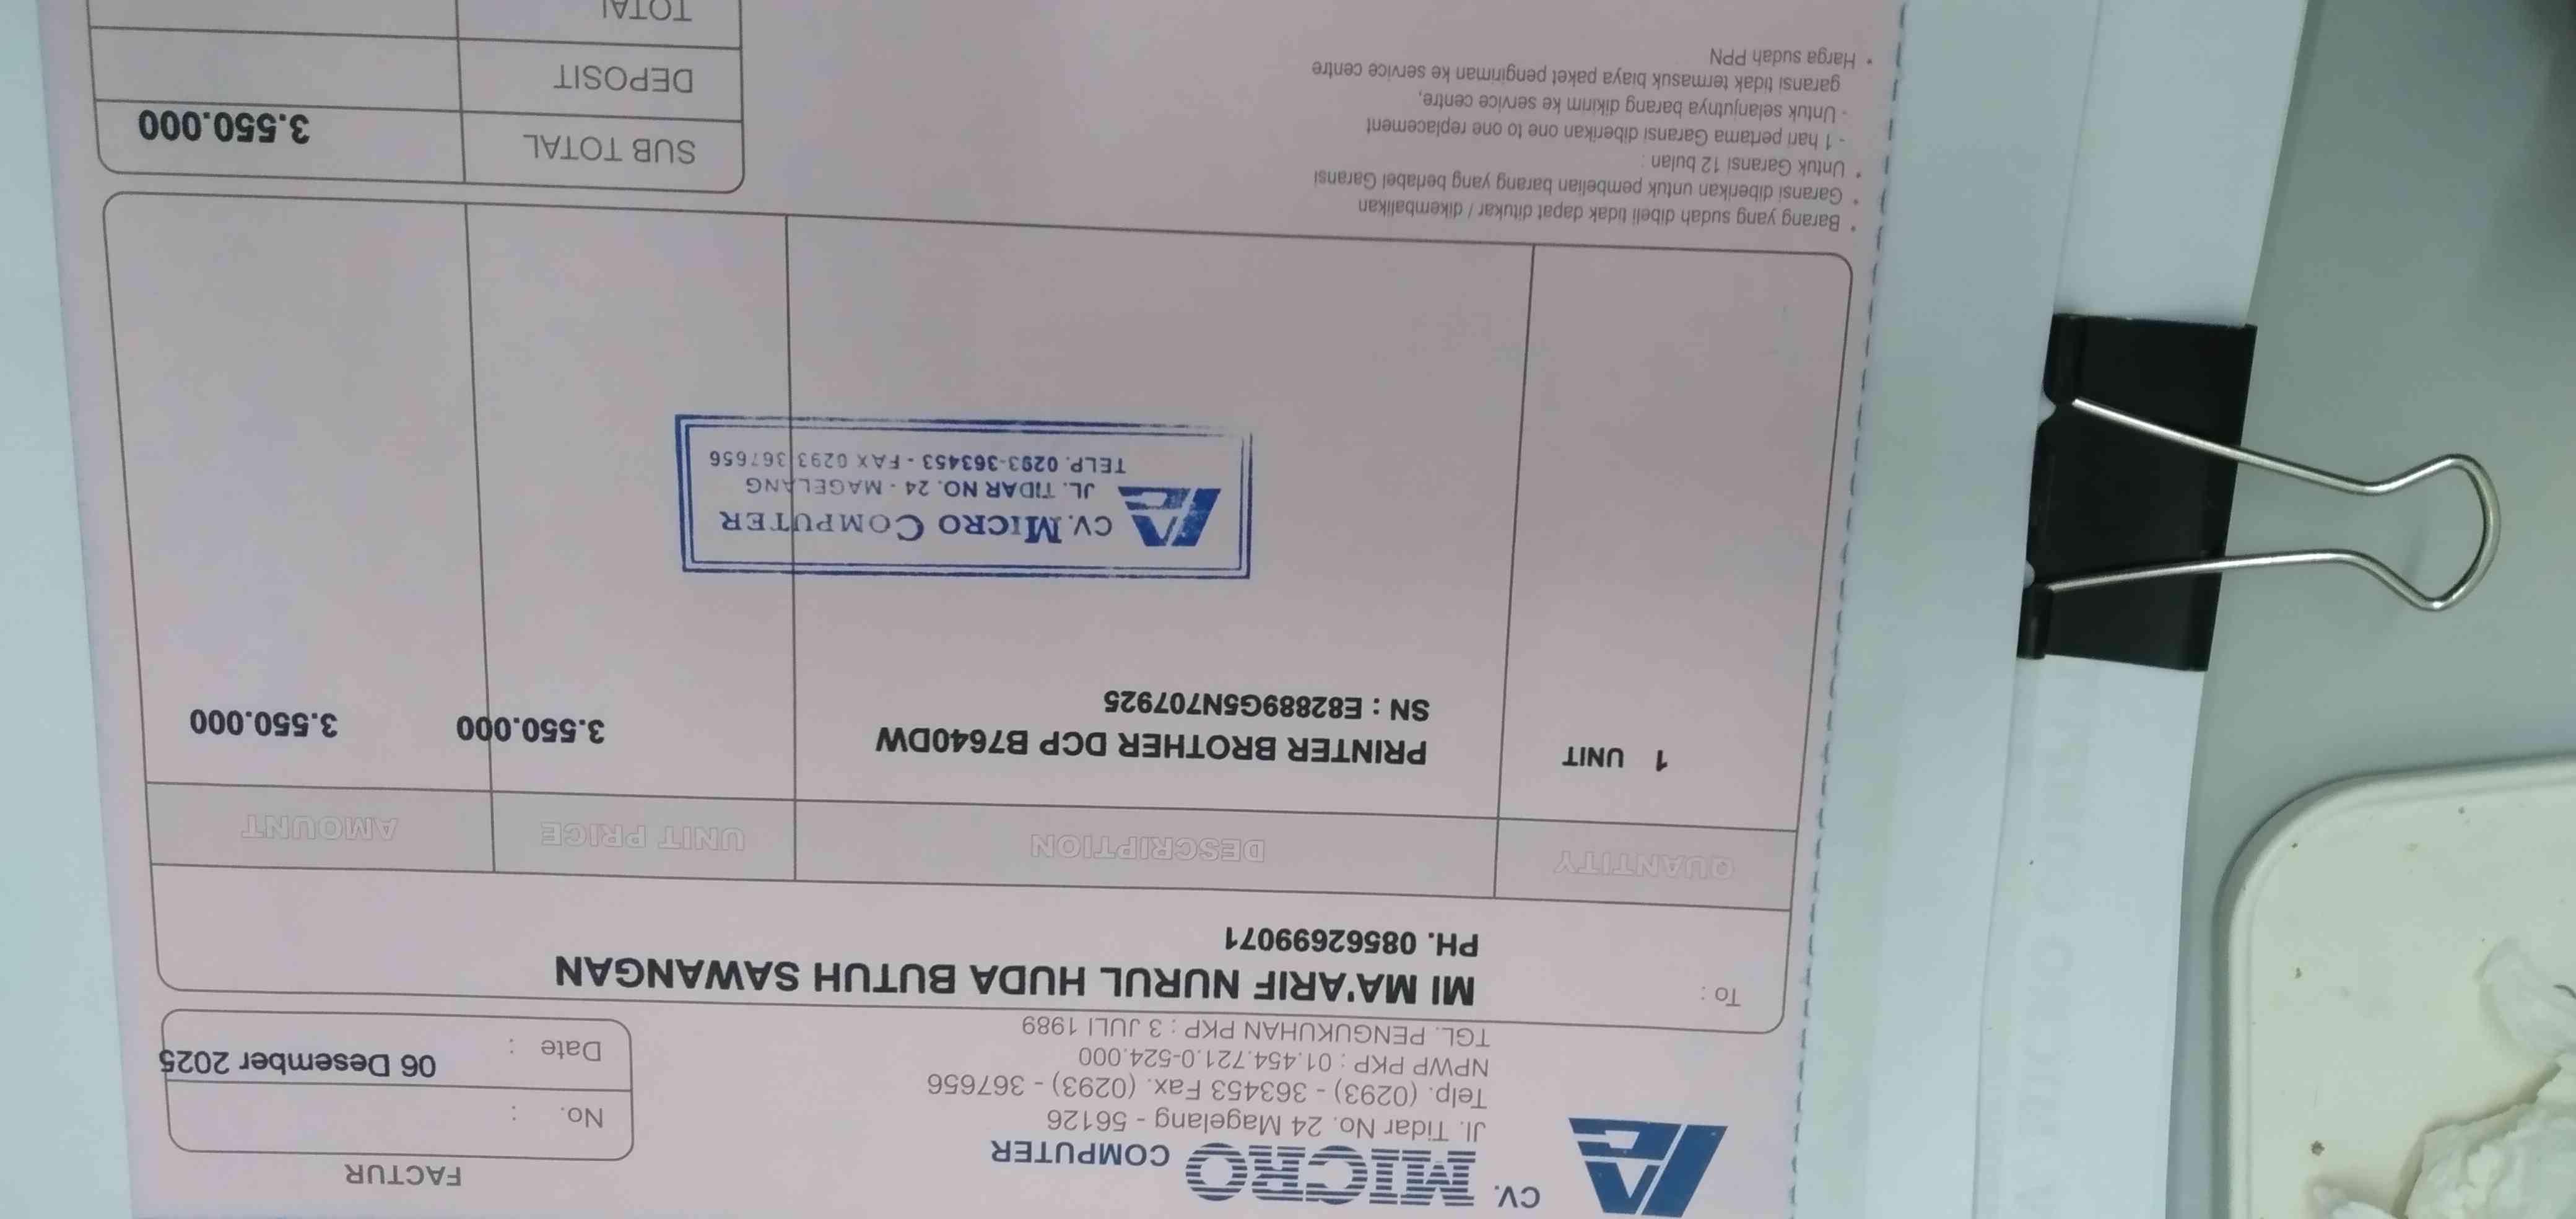 CV. MICRO COMPUTER
Jl. Tidar No. 24 Magelang - 56126
Telp. (0293) - 363453 Fax. (0293) - 367656
NPWP PKP : 01.454.721.0-524.000
TGL. PENGUKUHAN PKP : 3 JULI 1989
FACTUR
No. :
Date : 06 Desember 2025
To : MI MA'ARIF NURUL HUDA BUTUH SAWANGAN
PH. 08562699071
QUANTITY DESCRIPTION UNIT PRICE AMOUNT
1 UNIT PRINTER BROTHER DCP B7640DW 3.550.000 3.550.000
SN : E82889G5N707925
CV. MICRO COMPUTER
JL. TIDAR NO. 24 - MAGELANG
TELP. 0293-363453 - FAX 0293 367656
• Barang yang sudah dibeli tidak dapat ditukar / dikembalikan
• Garansi diberikan untuk pembelian barang yang berlabel Garansi
• Untuk Garansi 12 bulan :
- 1 hari pertama Garansi diberikan one to one replacement
- Untuk selanjutnya barang dikirim ke service centre,
garansi tidak termasuk biaya paket pengiriman ke service centre
• Harga sudah PPN
SUB TOTAL 3.550.000
DEPOSIT
TOTAL